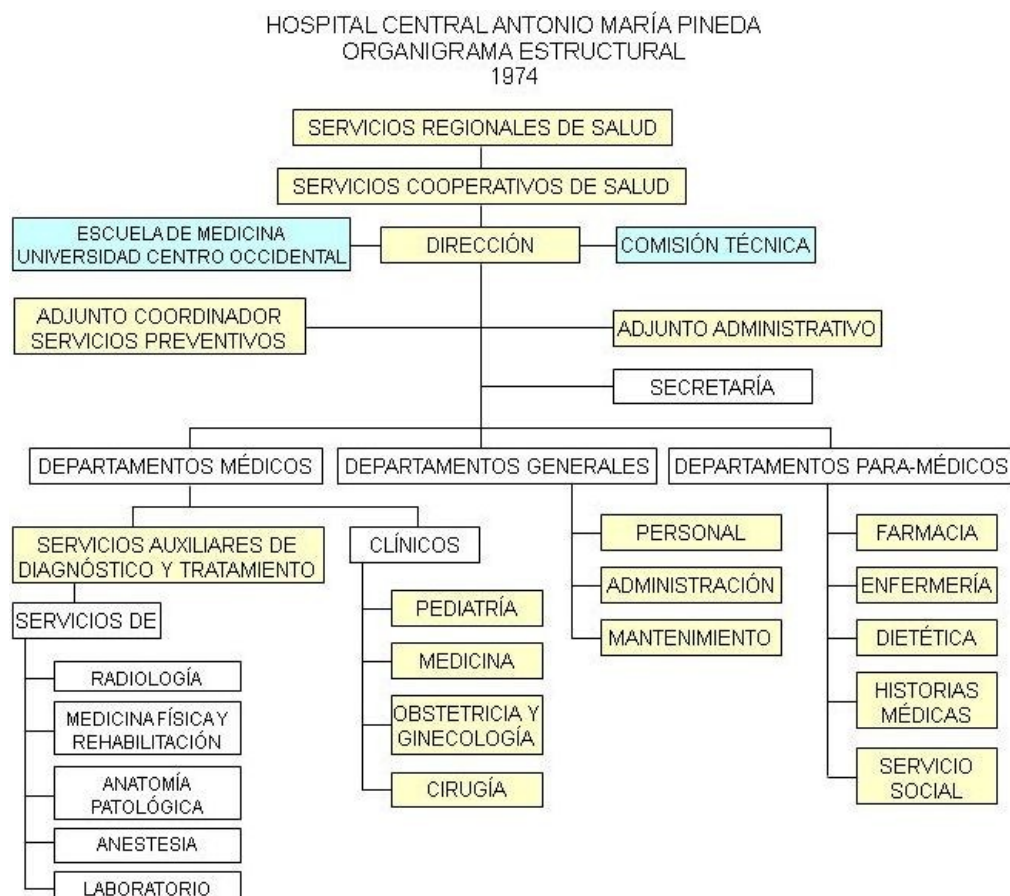 HOSPITAL CENTRAL ANTONIO MARÍA PINEDA
ORGANIGRAMA ESTRUCTURAL
1974
SERVICIOS REGIONALES DE SALUD
SERVICIOS COOPERATIVOS DE SALUD
ESCUELA DE MEDICINA
UNIVERSIDAD CENTRO OCCIDENTAL
DIRECCIÓN
COMISIÓN TÉCNICA
ADJUNTO COORDINADOR
SERVICIOS PREVENTIVOS
ADJUNTO ADMINISTRATIVO
SECRETARÍA
DEPARTAMENTOS MÉDICOS
DEPARTAMENTOS GENERALES
DEPARTAMENTOS PARA-MÉDICOS
SERVICIOS AUXILIARES DE
DIAGNÓSTICO Y TRATAMIENTO
SERVICIOS DE
RADIOLOGÍA
MEDICINA FÍSICA Y
REHABILITACIÓN
ANATOMÍA
PATOLÓGICA
ANESTESIA
LABORATORIO
CLÍNICOS
PEDIATRÍA
MEDICINA
OBSTETRICIA Y
GINECOLOGÍA
CIRUGÍA
PERSONAL
ADMINISTRACIÓN
MANTENIMIENTO
FARMACIA
ENFERMERÍA
DIETÉTICA
HISTORIAS
MÉDICAS
SERVICIO
SOCIAL